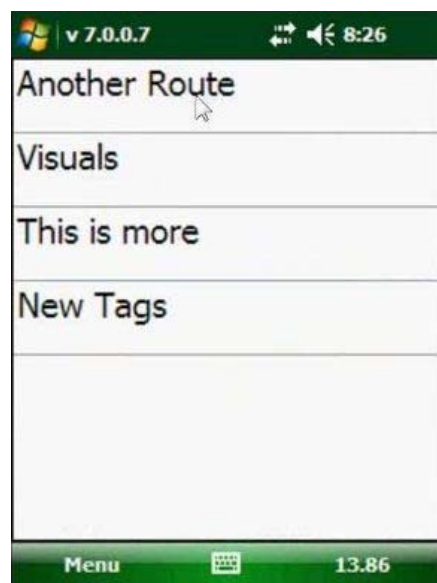 v 7.0.0.7 8:26
Another Route
Visuals
This is more
New Tags
Menu 13.86